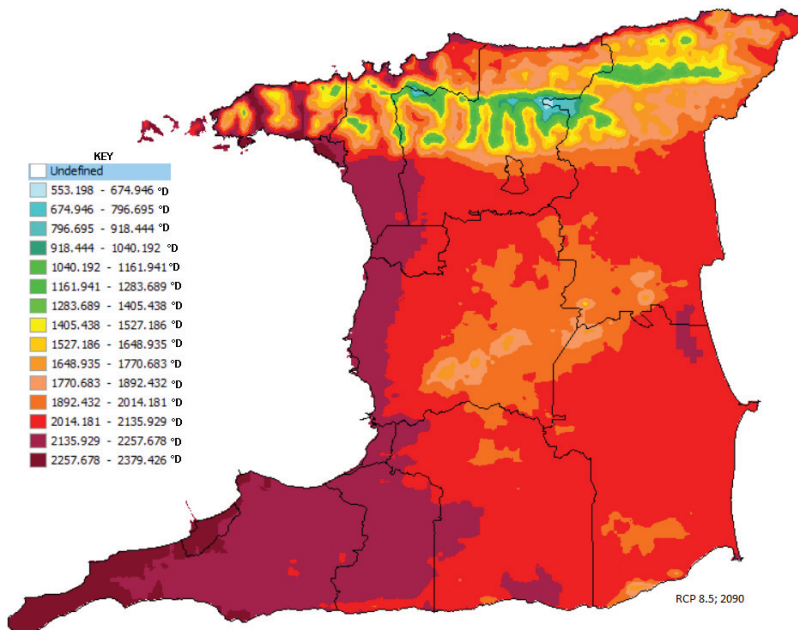 KEY
Undefined
553.198 - 674.946 °D
674.946 - 796.695 °D
796.695 - 918.444 °D
918.444 - 1040.192 °D
1040.192 - 1161.941 °D
1161.941 - 1283.689 °D
1283.689 - 1405.438 °D
1405.438 - 1527.186 °D
1527.186 - 1648.935 °D
1648.935 - 1770.683 °D
1770.683 - 1892.432 °D
1892.432 - 2014.181 °D
2014.181 - 2135.929 °D
2135.929 - 2257.678 °D
2257.678 - 2379.426 °D
RCP 8.5; 2090